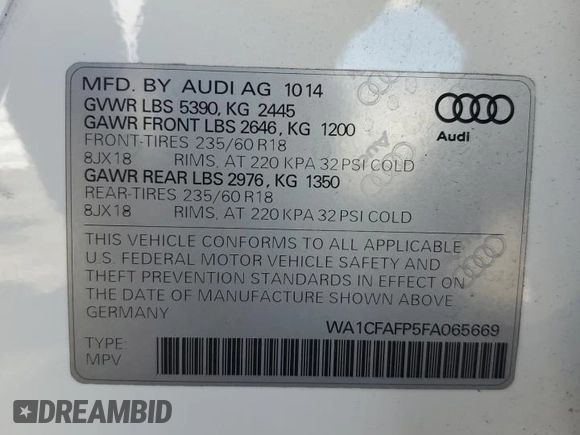 MFD. BY AUDI AG 10 14
GVWR LBS 5390, KG 2445
GAWR FRONT LBS 2646, KG 1200
FRONT-TIRES 235/60 R18
8JX18 RIMS, AT 220 KPA 32 PSI COLD
GAWR REAR LBS 2976, KG 1350
REAR-TIRES 235/60 R18
8JX18 RIMS, AT 220 KPA 32 PSI COLD
Audi
THIS VEHICLE CONFORMS TO ALL APPLICABLE
U.S. FEDERAL MOTOR VEHICLE SAFETY AND
THEFT PREVENTION STANDARDS IN EFFECT ON
THE DATE OF MANUFACTURE SHOWN ABOVE
GERMANY
WA1CFAFP5FA065669
TYPE:
MPV
DREAMBID